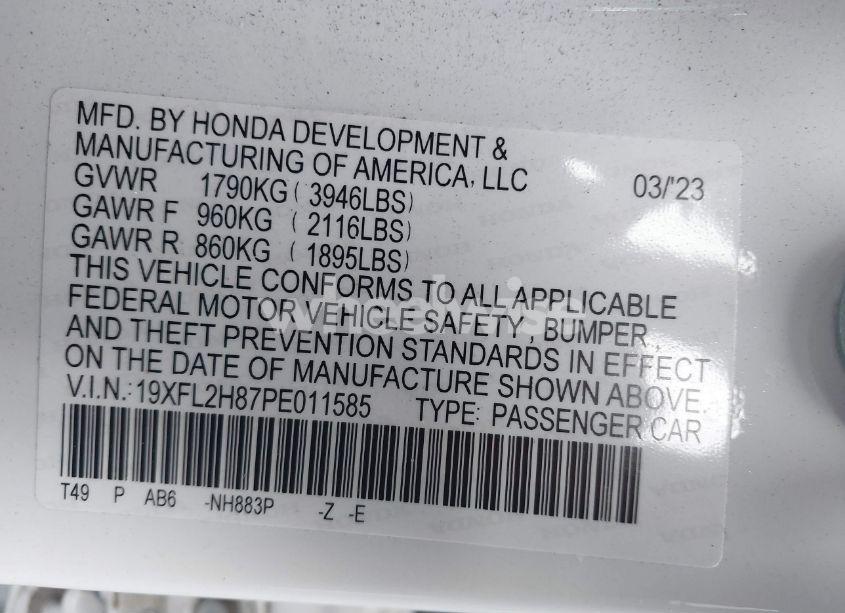 MFD. BY HONDA DEVELOPMENT &
MANUFACTURING OF AMERICA, LLC
03/'23
GVWR 1790KG ( 3946LBS)
GAWR F 960KG ( 2116LBS)
GAWR R 860KG ( 1895LBS)
THIS VEHICLE CONFORMS TO ALL APPLICABLE
FEDERAL MOTOR VEHICLE SAFETY, BUMPER,
AND THEFT PREVENTION STANDARDS IN EFFECT
ON THE DATE OF MANUFACTURE SHOWN ABOVE.
V.I.N.: 19XFL2H87PE011585 TYPE: PASSENGER CAR
T49 P AB6 -NH883P -Z -E